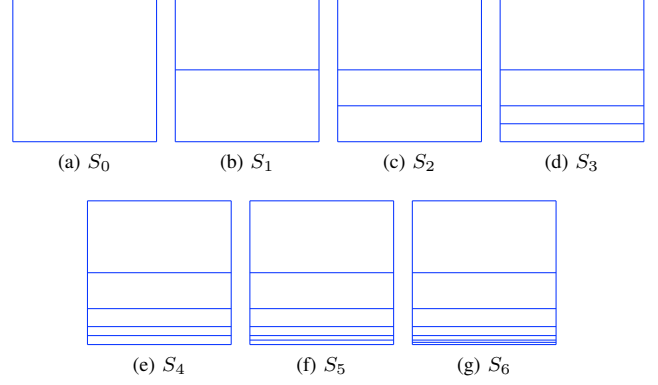 (a) S₀ (b) S₁ (c) S₂ (d) S₃
(e) S₄ (f) S₅ (g) S₆